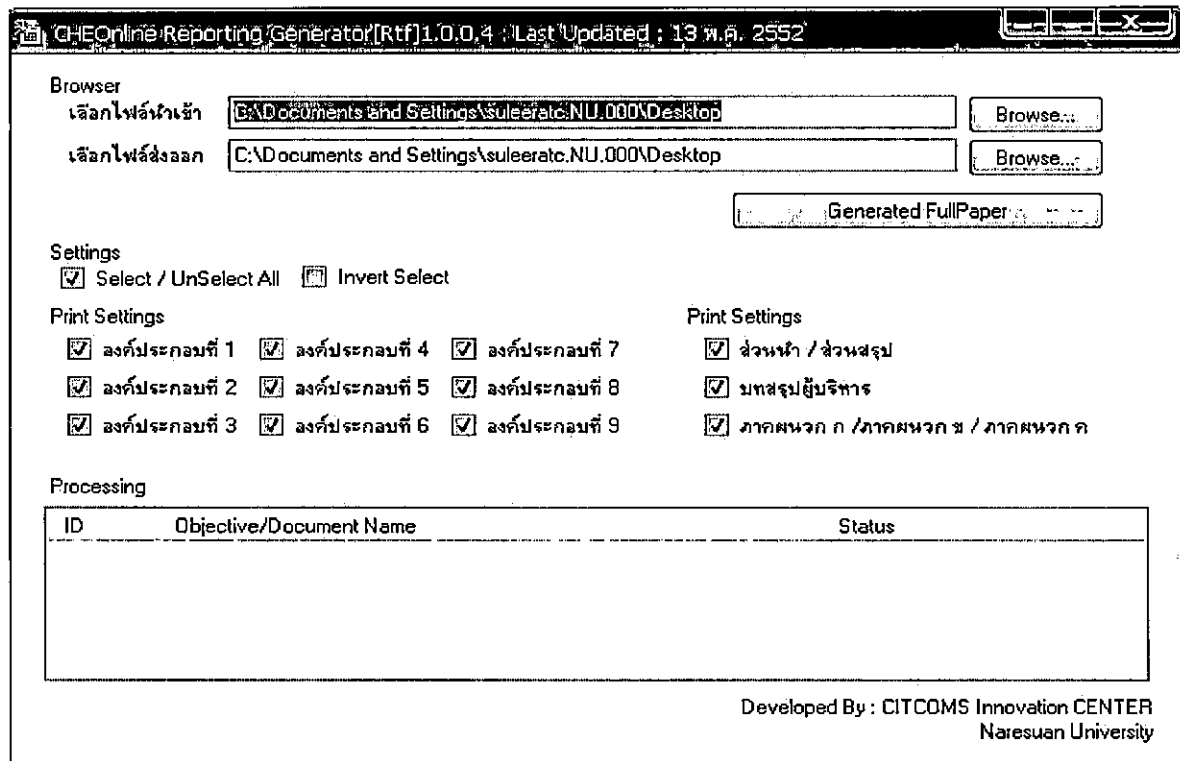 CHEOnline Reporting Generator[Rtf]1.0.0.4 : Last Updated : 13 พ.ค. 2552
Browser
เลือกไฟล์นำเข้า C:\Documents and Settings\suleeratc.NU.000\Desktop Browse...
เลือกไฟล์ส่งออก C:\Documents and Settings\suleeratc.NU.000\Desktop Browse...
Generated FullPaper
Settings
Select / UnSelect All Invert Select
Print Settings Print Settings
องค์ประกอบที่ 1 องค์ประกอบที่ 4 องค์ประกอบที่ 7 ส่วนนำ / ส่วนสรุป
องค์ประกอบที่ 2 องค์ประกอบที่ 5 องค์ประกอบที่ 8 บทสรุปผู้บริหาร
องค์ประกอบที่ 3 องค์ประกอบที่ 6 องค์ประกอบที่ 9 ภาคผนวก ก /ภาคผนวก ข / ภาคผนวก ค
Processing
ID Objective/Document Name Status
Developed By : CITCOMS Innovation CENTER
Naresuan University